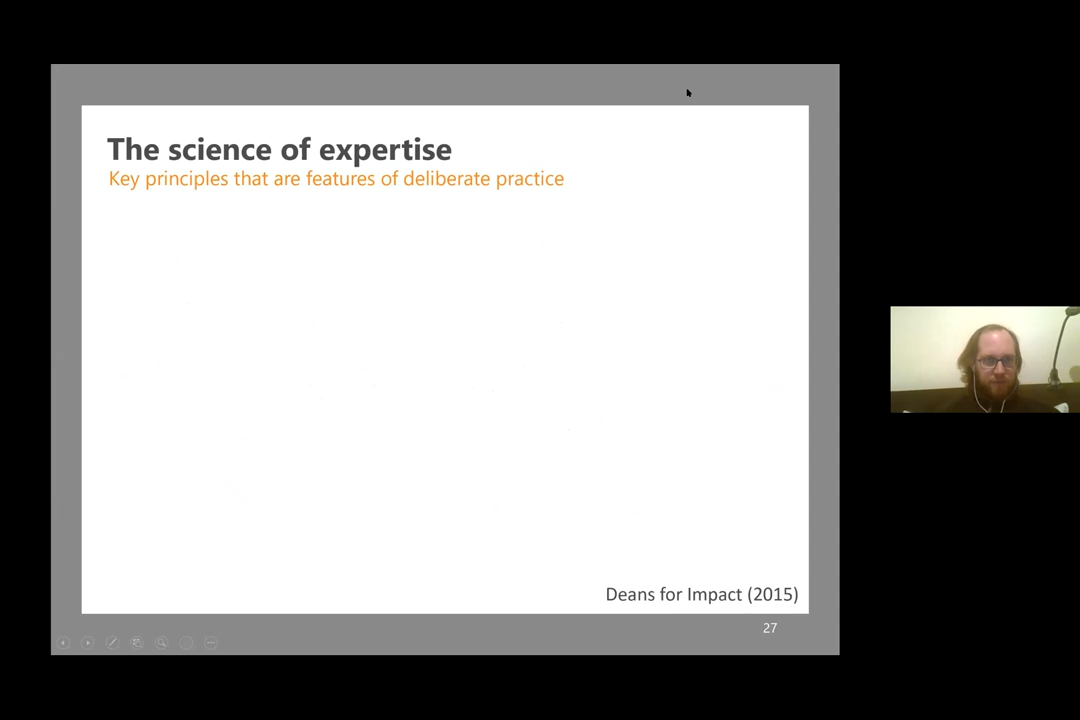 The science of expertise
Key principles that are features of deliberate practice
Deans for Impact (2015)
27